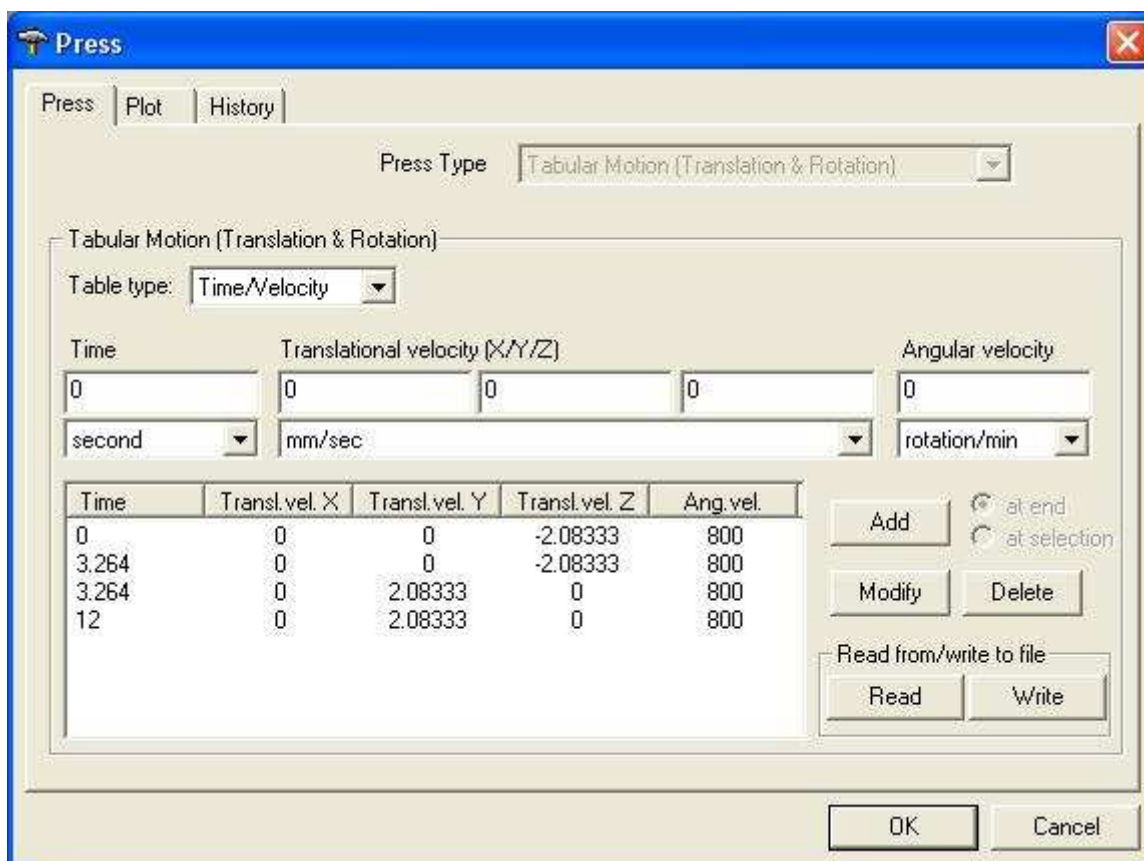 Press
Press Plot History
Press Type Tabular Motion (Translation & Rotation)
Tabular Motion (Translation & Rotation)
Table type: Time/Velocity
Time Translational velocity (X/Y/Z) Angular velocity
0 0 0 0 0
second mm/sec rotation/min
Time Transl.vel. X Transl.vel. Y Transl.vel. Z Ang.vel.
0 0 0 -2.08333 800
3.264 0 0 -2.08333 800
3.264 0 2.08333 0 800
12 0 2.08333 0 800
Add at end
at selection
Modify Delete
Read from/write to file
Read Write
OK Cancel